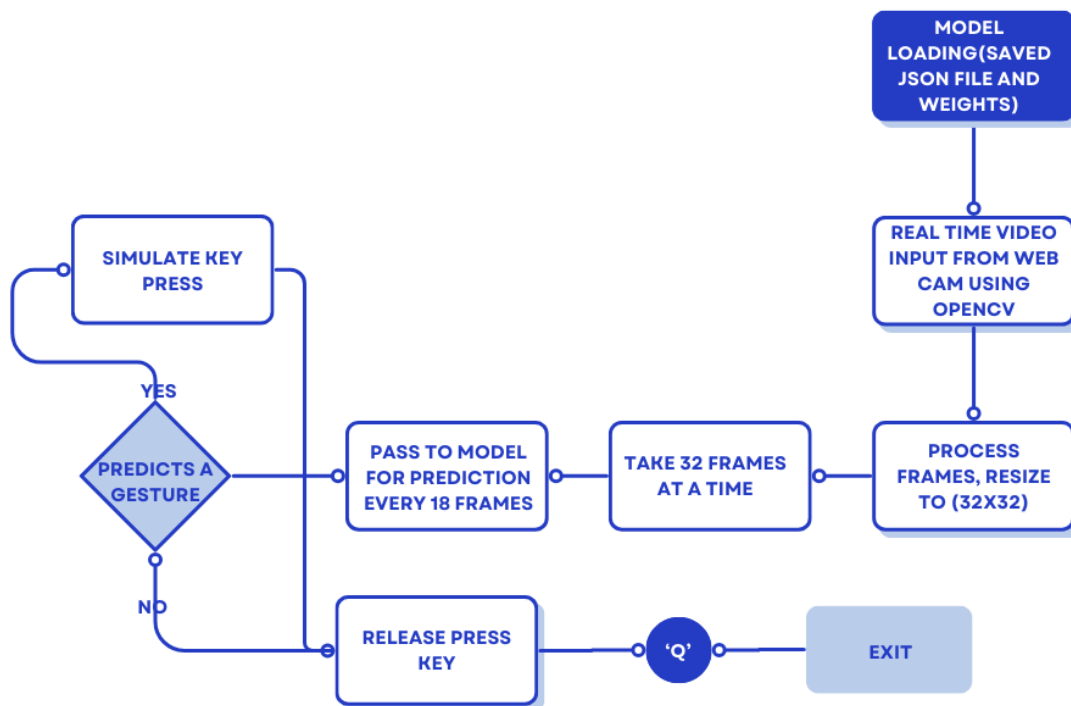 MODEL
LOADING(SAVED
JSON FILE AND
WEIGHTS)
REAL TIME VIDEO
INPUT FROM WEB
CAM USING
OPENCV
PROCESS
FRAMES, RESIZE
TO (32X32)
TAKE 32 FRAMES
AT A TIME
PASS TO MODEL
FOR PREDICTION
EVERY 18 FRAMES
PREDICTS A
GESTURE
YES
SIMULATE KEY
PRESS
NO
RELEASE PRESS
KEY
‘Q’
EXIT